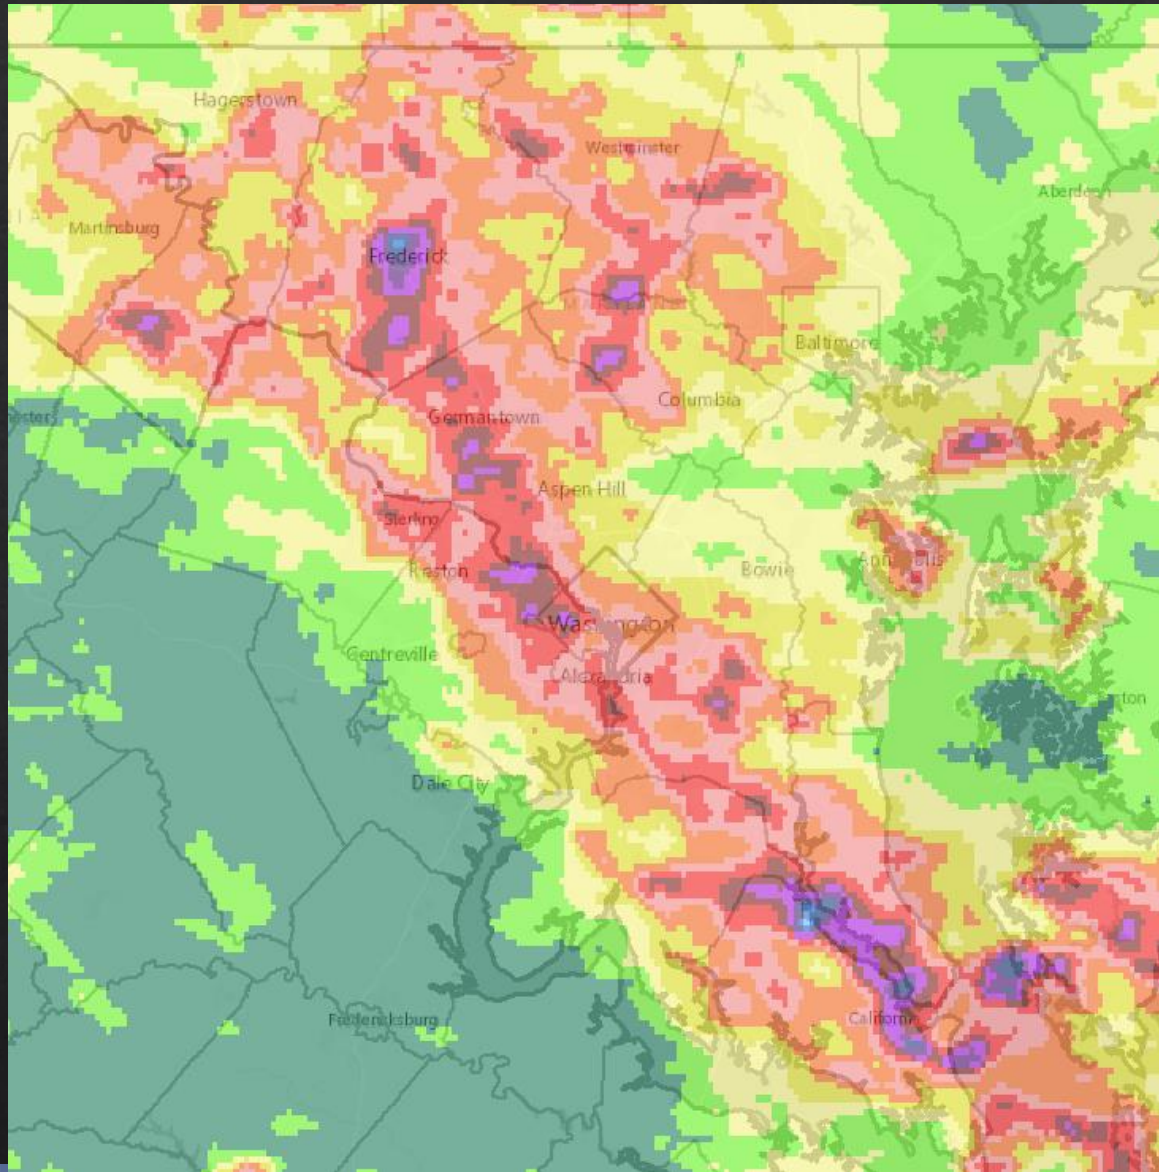 Hagerstown
Westminster
Aberdeen
Martinsburg
Frederick
Baltimore
Columbia
Germantown
Aspen Hill
Sterling
Reston
Bowie
Washington
Centreville
Alexandria
Dale City
Fredericksburg